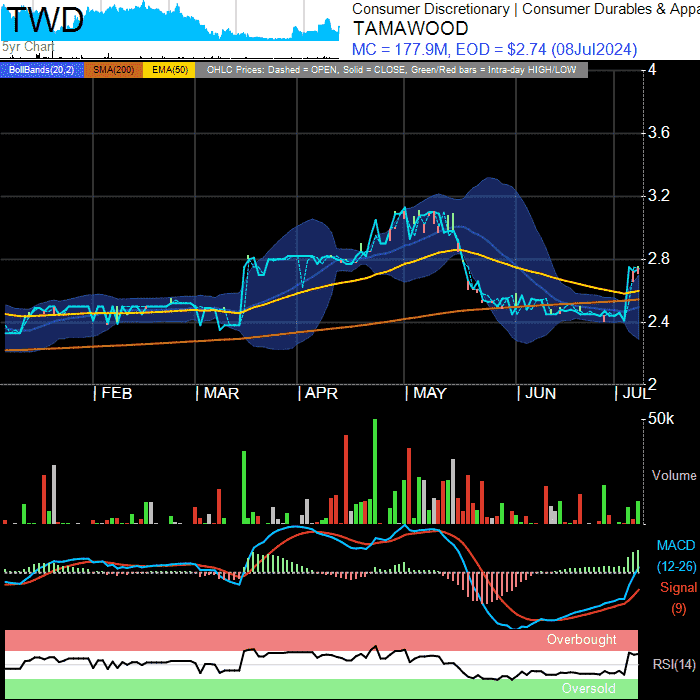 TWD
5yr Chart
Consumer Discretionary | Consumer Durables & Appa
TAMAWOOD
MC = 177.9M, EOD = $2.74 (08Jul2024)
BollBands(20,2) SMA(200) EMA(50) OHLC Prices: Dashed = OPEN, Solid = CLOSE, Green/Red bars = Intra-day HIGH/LOW
4
3.6
3.2
2.8
2.4
2
| FEB | MAR | APR | MAY | JUN | JUL
50k
Volume
MACD
(12-26)
Signal
(9)
Overbought
RSI(14)
Oversold